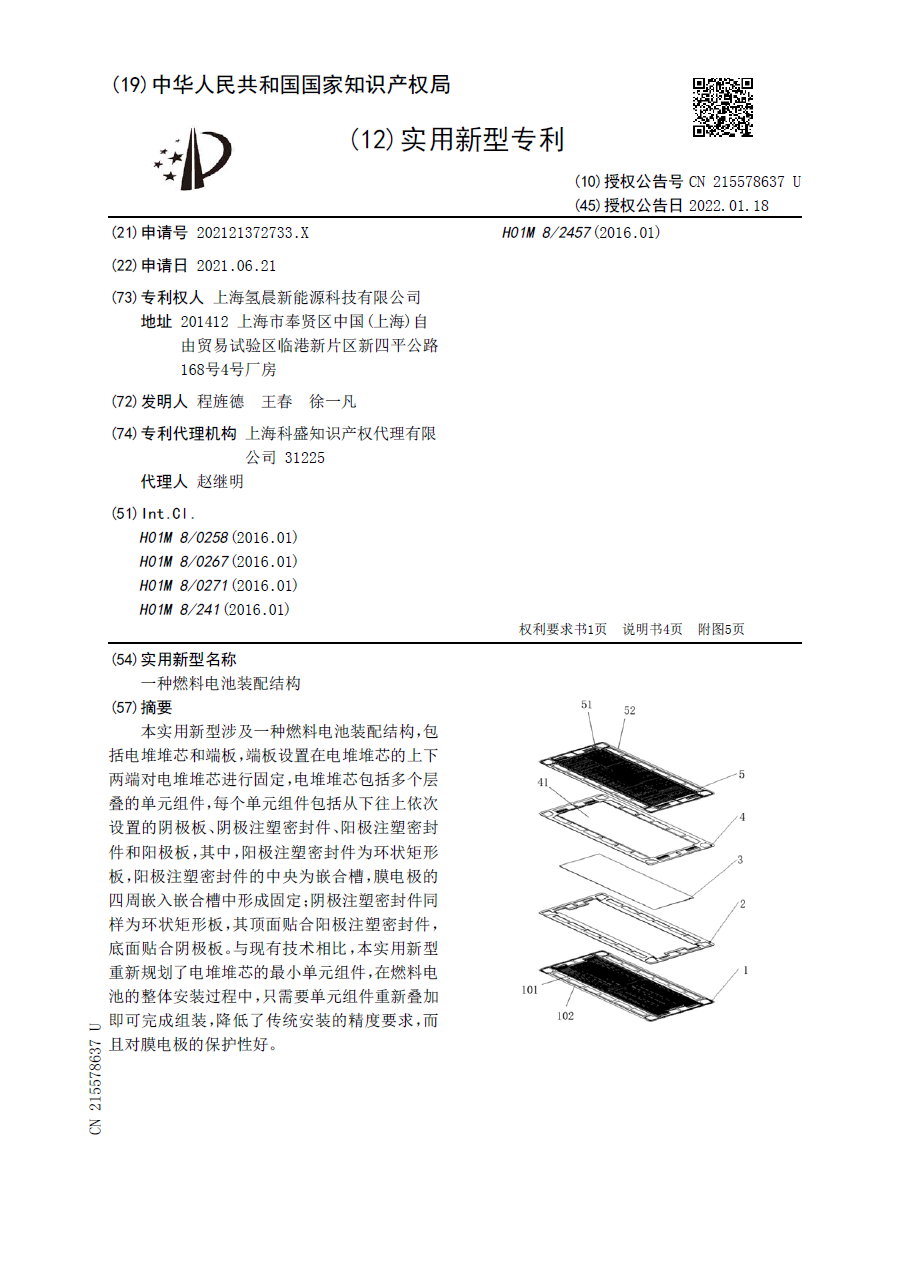 (19)中华人民共和国国家知识产权局
(12)实用新型专利
(10)授权公告号 CN 215578637 U
(45)授权公告日 2022.01.18
(21)申请号 202121372733.X
(22)申请日 2021.06.21
(73)专利权人 上海氢晨新能源科技有限公司
地址 201412 上海市奉贤区中国(上海)自
由贸易试验区临港新片区新四平公路
168号4号厂房
(72)发明人 程旌德 王春 徐一凡
(74)专利代理机构 上海科盛知识产权代理有限
公司 31225
代理人 赵继明
(51)Int.Cl.
H01M 8/0258(2016.01)
H01M 8/0267(2016.01)
H01M 8/0271(2016.01)
H01M 8/241(2016.01)
H01M 8/2457(2016.01)
权利要求书1页 说明书4页 附图5页
(54)实用新型名称
一种燃料电池装配结构
(57)摘要
本实用新型涉及一种燃料电池装配结构,包
括电堆堆芯和端板,端板设置在电堆堆芯的上下
两端对电堆堆芯进行固定,电堆堆芯包括多个层
叠的单元组件,每个单元组件包括从下往上依次
设置的阴极板、阴极注塑密封件、阳极注塑密封
件和阳极板,其中,阳极注塑密封件为环状矩形
板,阳极注塑密封件的中央为嵌合槽,膜电极的
四周嵌入嵌合槽中形成固定;阴极注塑密封件同
样为环状矩形板,其顶面贴合阳极注塑密封件,
底面贴合阴极板。与现有技术相比,本实用新型
重新规划了电堆堆芯的最小单元组件,在燃料电
池的整体安装过程中,只需要单元组件重新叠加
即可完成组装,降低了传统安装的精度要求,而
且对膜电极的保护性好。
51
52
5
41
4
3
2
1
101
102
CN 215578637 U